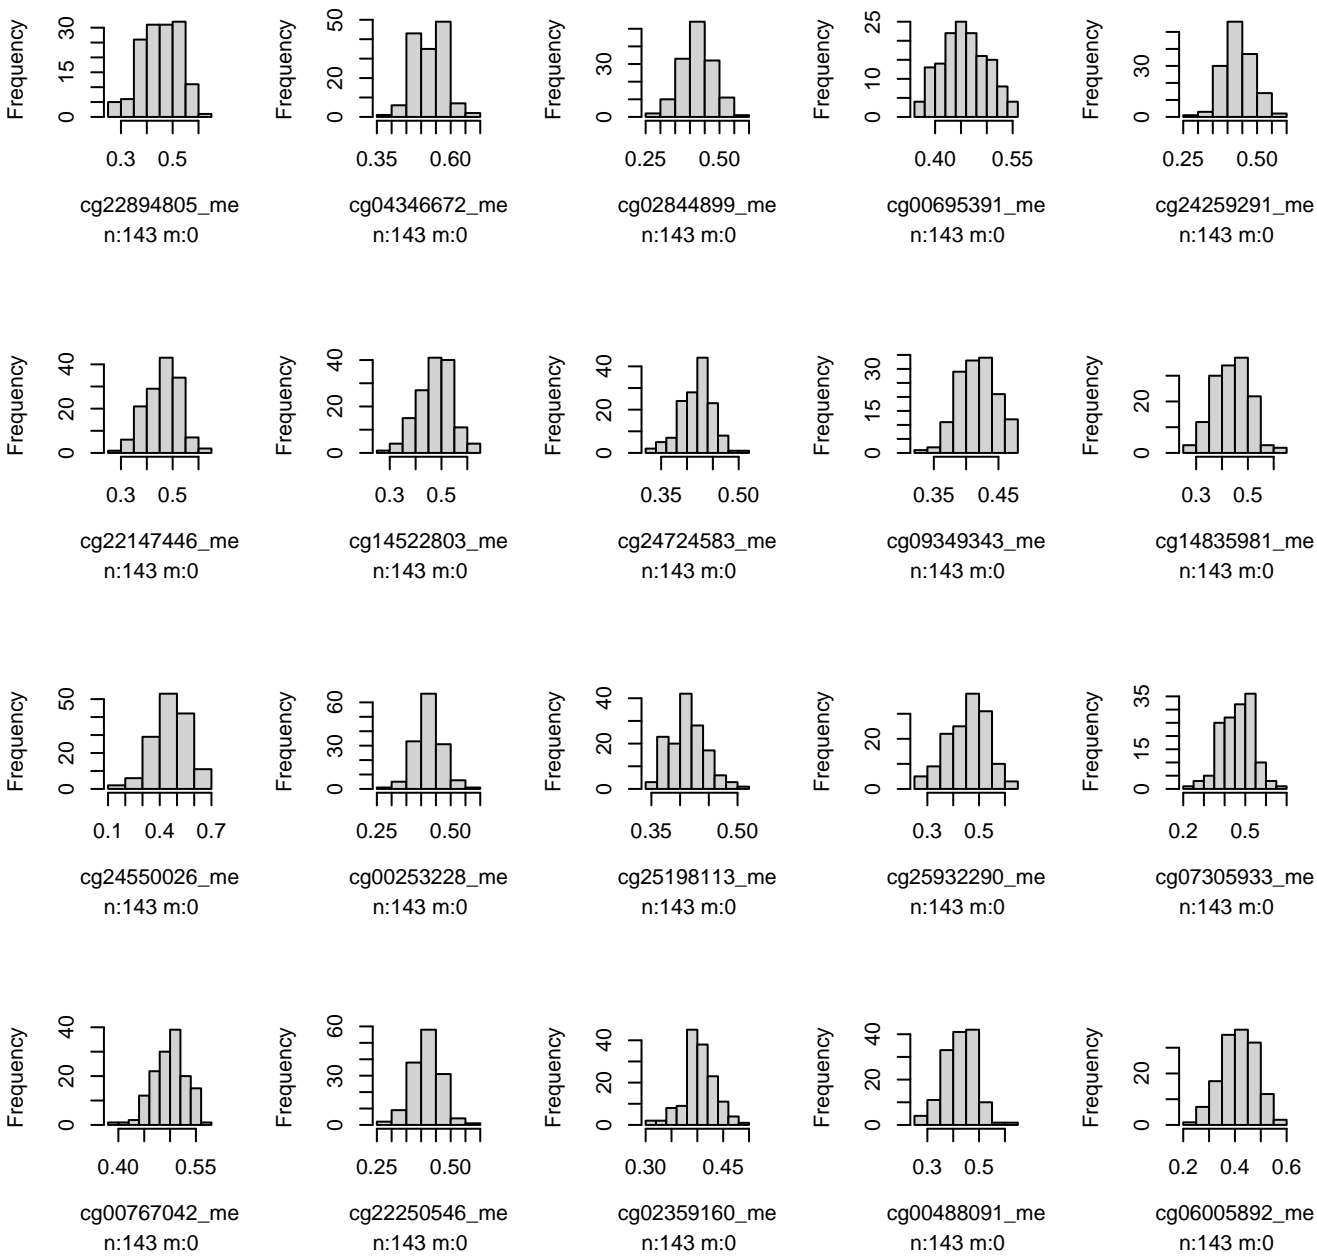 Frequency
0 15 30
0.3 0.5
cg22894805_me
n:143 m:0
Frequency
0 20 50
0.35 0.60
cg04346672_me
n:143 m:0
Frequency
0 30
0.25 0.50
cg02844899_me
n:143 m:0
Frequency
0 10 25
0.40 0.55
cg00695391_me
n:143 m:0
Frequency
0 30
0.25 0.50
cg24259291_me
n:143 m:0
Frequency
0 20 40
0.3 0.5
cg22147446_me
n:143 m:0
Frequency
0 20 40
0.3 0.5
cg14522803_me
n:143 m:0
Frequency
0 20 40
0.35 0.50
cg24724583_me
n:143 m:0
Frequency
0 15 30
0.35 0.45
cg09349343_me
n:143 m:0
Frequency
0 20
0.3 0.5
cg14835981_me
n:143 m:0
Frequency
0 20 50
0.1 0.4 0.7
cg24550026_me
n:143 m:0
Frequency
0 30 60
0.25 0.50
cg00253228_me
n:143 m:0
Frequency
0 20 40
0.35 0.50
cg25198113_me
n:143 m:0
Frequency
0 20
0.3 0.5
cg25932290_me
n:143 m:0
Frequency
0 15 35
0.2 0.5
cg07305933_me
n:143 m:0
Frequency
0 20 40
0.40 0.55
cg00767042_me
n:143 m:0
Frequency
0 30 60
0.25 0.50
cg22250546_me
n:143 m:0
Frequency
0 20 40
0.30 0.45
cg02359160_me
n:143 m:0
Frequency
0 20 40
0.3 0.5
cg00488091_me
n:143 m:0
Frequency
0 20
0.2 0.4 0.6
cg06005892_me
n:143 m:0